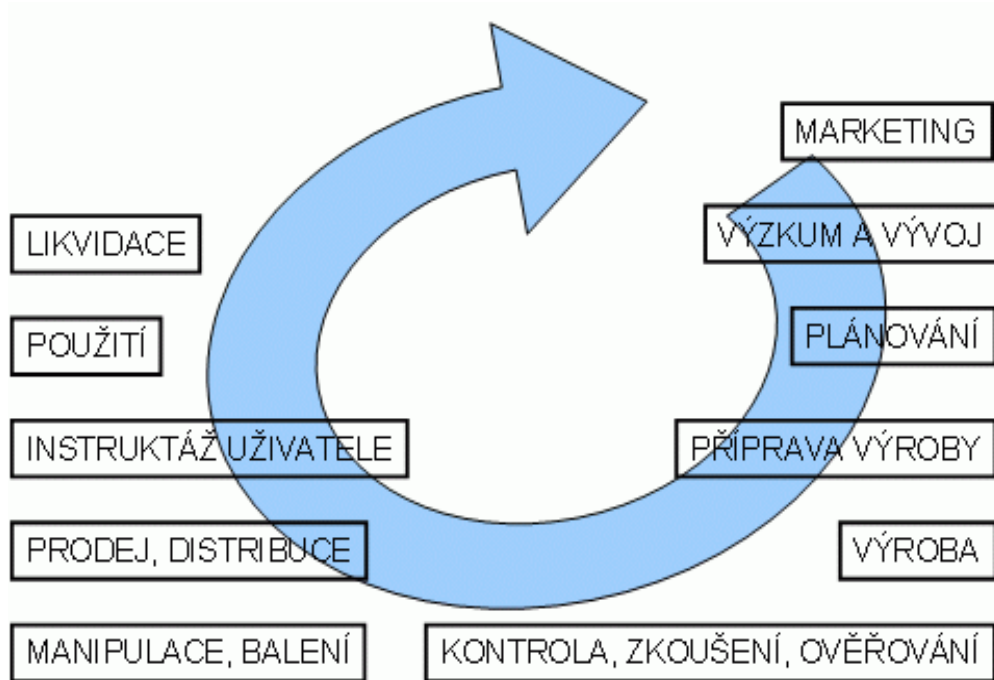 MARKETING
LIKVIDACE
VÝZKUM A VÝVOJ
POUŽITÍ
PLÁNOVÁNÍ
INSTRUKTÁŽ UŽIVATELE
PŘÍPRAVA VÝROBY
PRODEJ, DISTRIBUCE
VÝROBA
MANIPULACE, BALENÍ
KONTROLA, ZKOUŠENÍ, OVĚŘOVÁNÍ